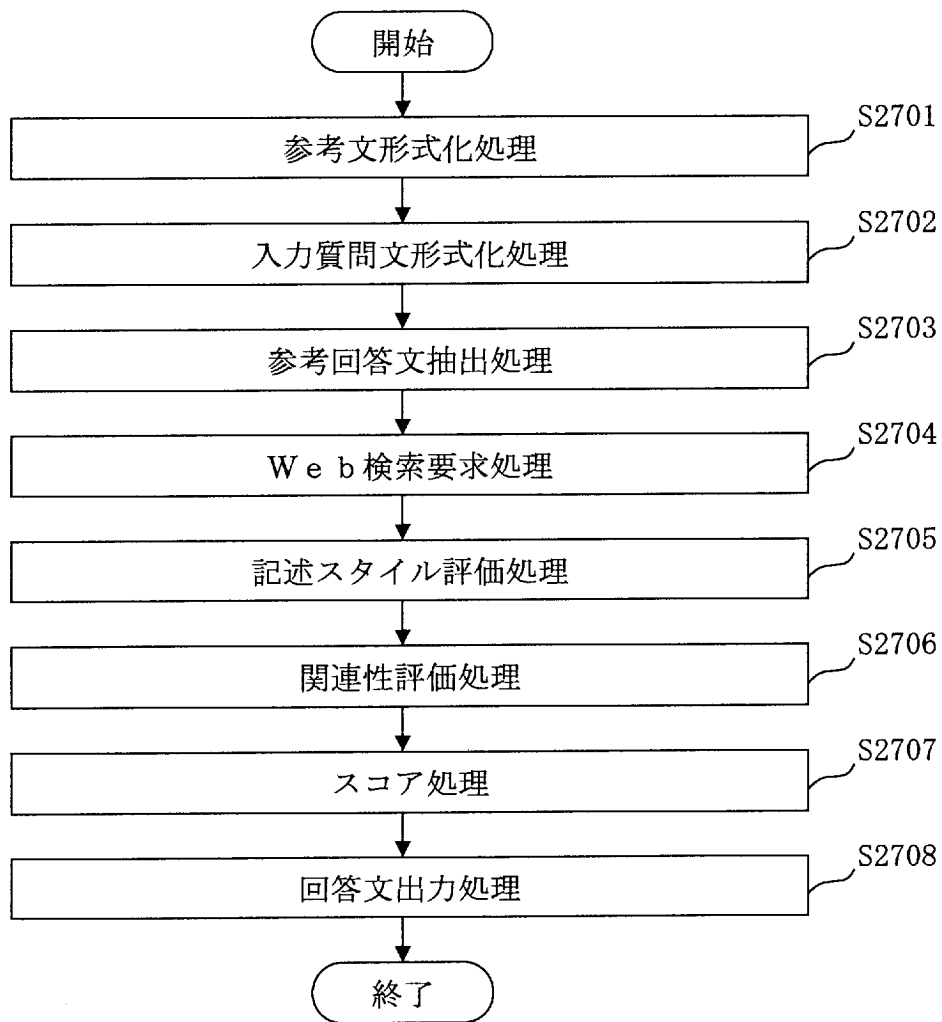 開始
S2701
参考文形式化処理
S2702
入力質問文形式化処理
S2703
参考回答文抽出処理
S2704
Ｗｅｂ検索要求処理
S2705
記述スタイル評価処理
S2706
関連性評価処理
S2707
スコア処理
S2708
回答文出力処理
終了